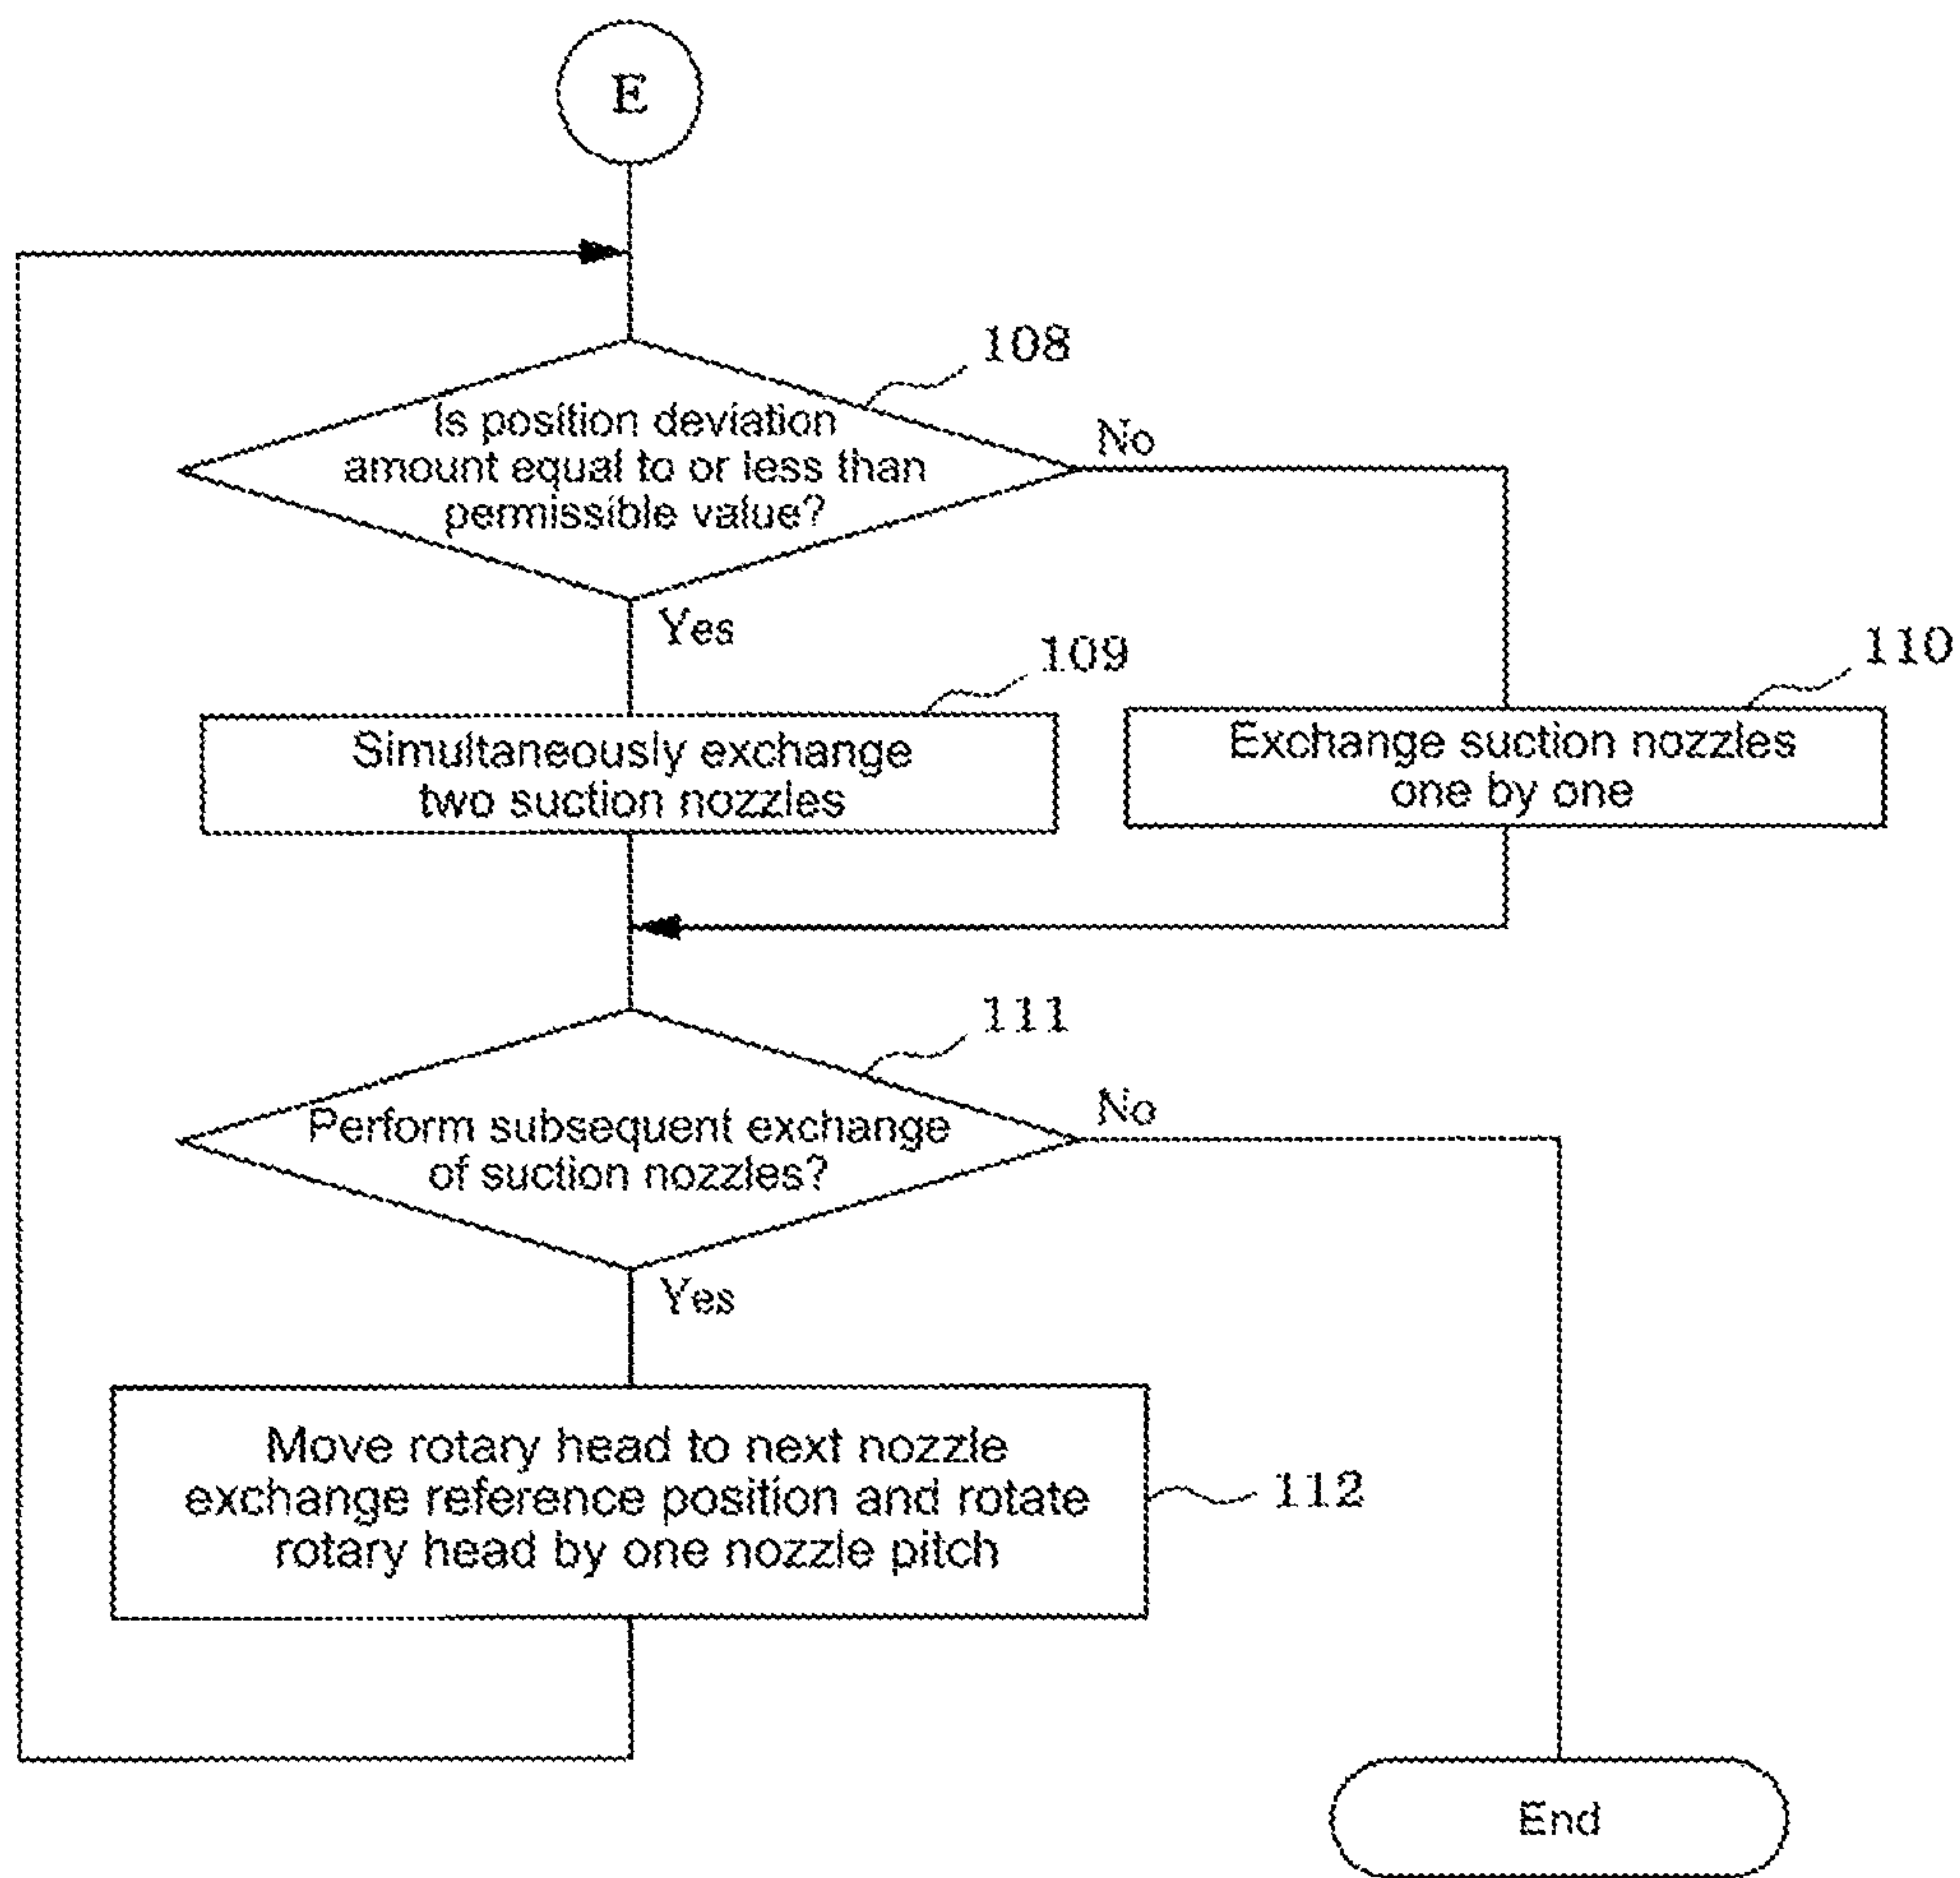 E
108
Is position deviation
amount equal to or less than
permissible value?
No
Yes
109
Simultaneously exchange
two suction nozzles
110
Exchange suction nozzles
one by one
111
Perform subsequent exchange
of suction nozzles?
No
Yes
Move rotary head to next nozzle
exchange reference position and rotate
rotary head by one nozzle pitch
112
End